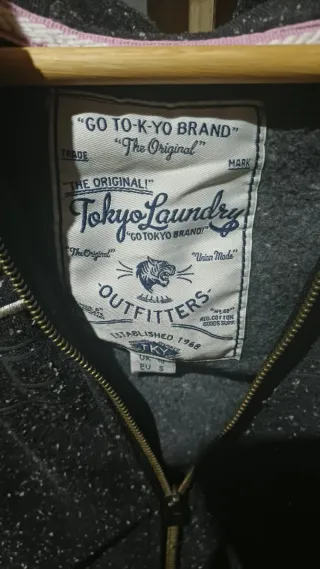 "GO TO-K-YO BRAND"
"The Original"
TRADE MARK
"THE ORIGINAL!"
Tokyo Laundry
"GO TOKYO BRAND!"
"The Original" "Union Made"
OUTFITTERS
ESTABLISHED 1968
TKY
UK
EU S